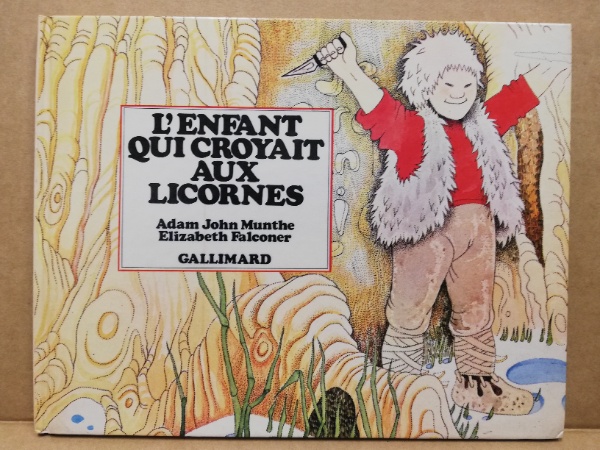 L'ENFANT
QUI CROYAIT
AUX
LICORNES
Adam John Munthe
Elizabeth Falconer
GALLIMARD